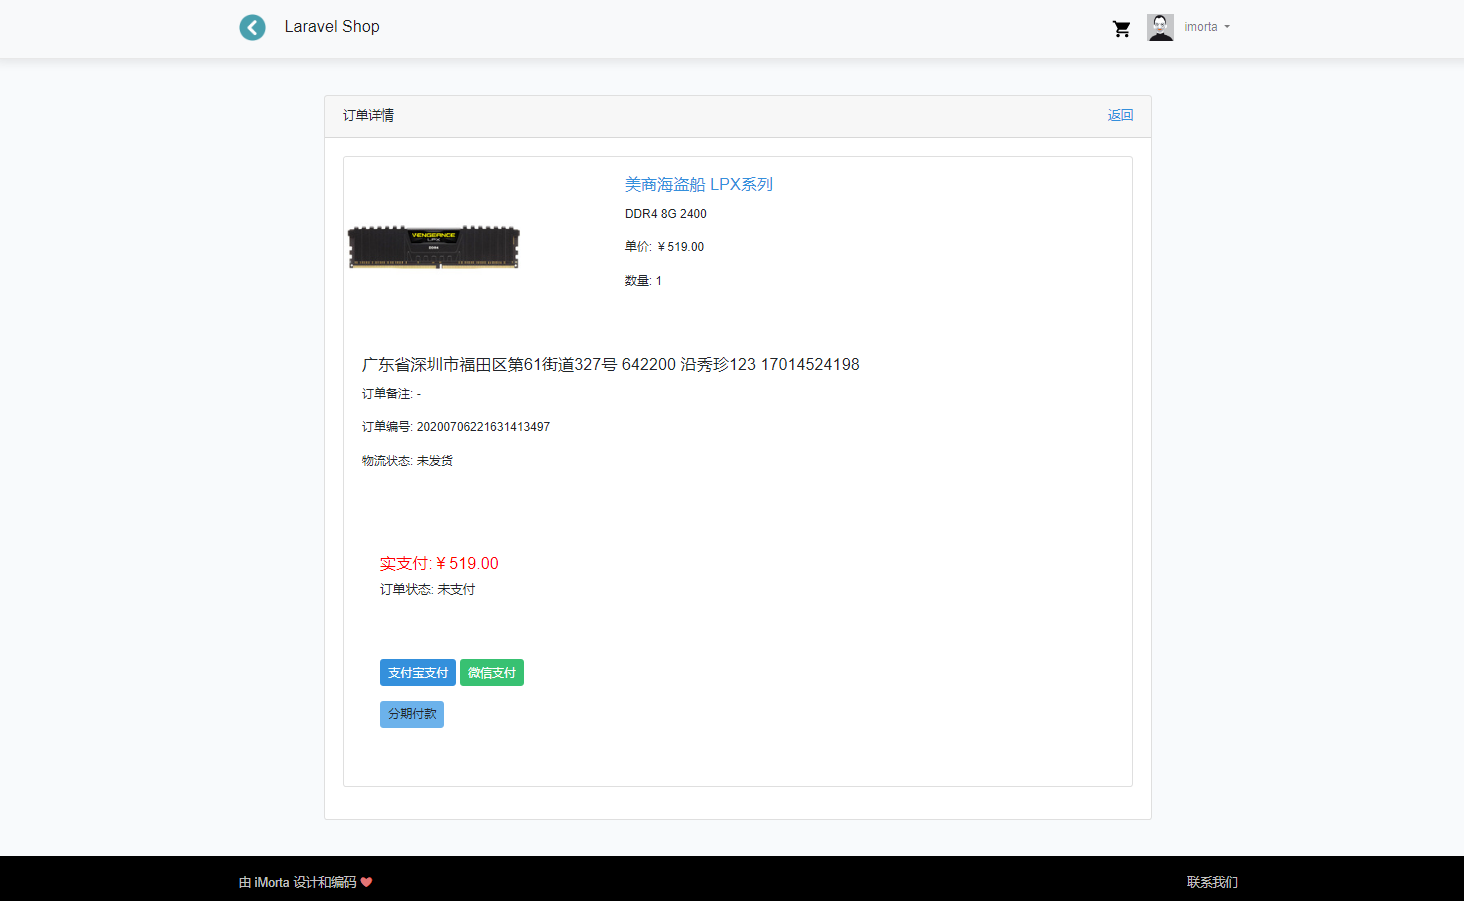 Laravel Shop
imorta
订单详情
返回
VENGEANCE
LPX
DDR4
美商海盗船 LPX系列
DDR4 8G 2400
单价: ￥519.00
数量: 1
广东省深圳市福田区第61街道327号 642200 沿秀珍123 17014524198
订单备注: -
订单编号: 20200706221631413497
物流状态: 未发货
实支付:￥519.00
订单状态: 未支付
支付宝支付 微信支付
分期付款
由 iMorta 设计和编码
联系我们